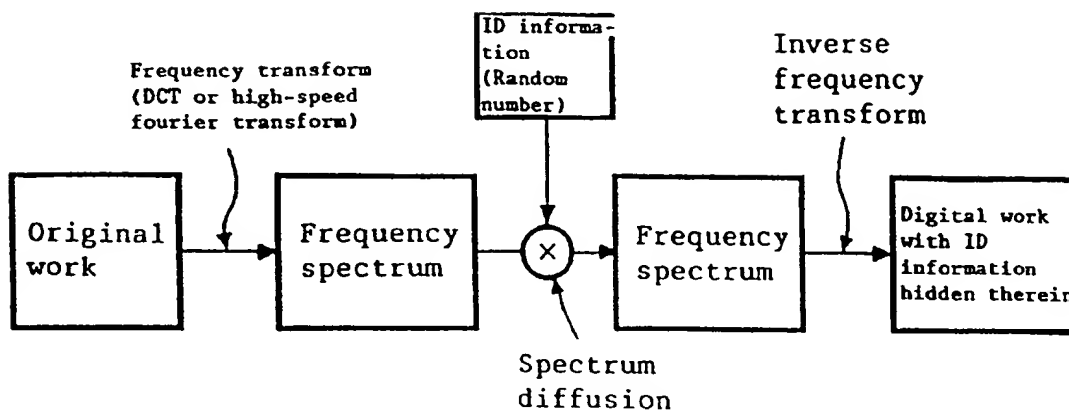 ID informa-
tion
(Random
number)
Inverse
frequency
transform
Frequency transform
(DCT or high-speed
fourier transform)
Original
work
Frequency
spectrum
×
Frequency
spectrum
Digital work
with ID
information
hidden therein
Spectrum
diffusion